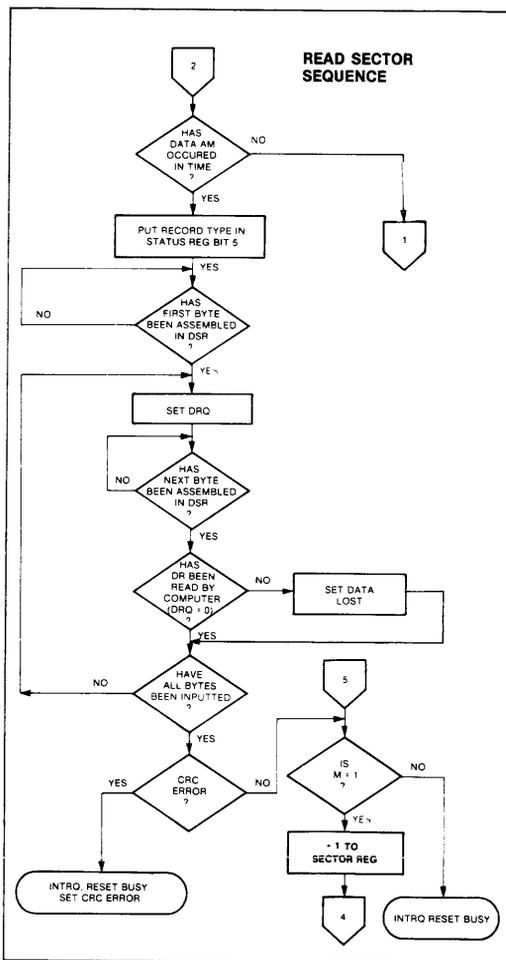 READ SECTOR
SEQUENCE
2
HAS
DATA AM
OCCURED
IN TIME
?
NO
YES
1
PUT RECORD TYPE IN
STATUS REG BIT 5
YES
HAS
FIRST BYTE
BEEN ASSEMBLED
IN DSR
?
NO
YES
SET DRQ
HAS
NEXT BYTE
BEEN ASSEMBLED
IN DSR
?
NO
YES
HAS
DR BEEN
READ BY
COMPUTER
(DRQ = 0)
?
NO
SET DATA
LOST
YES
HAVE
ALL BYTES
BEEN INPUTTED
?
NO
YES
5
CRC
ERROR
?
YES
NO
IS
M = 1
?
NO
YES
- 1 TO
SECTOR REG
INTRQ, RESET BUSY
SET CRC ERROR
4
INTRQ RESET BUSY